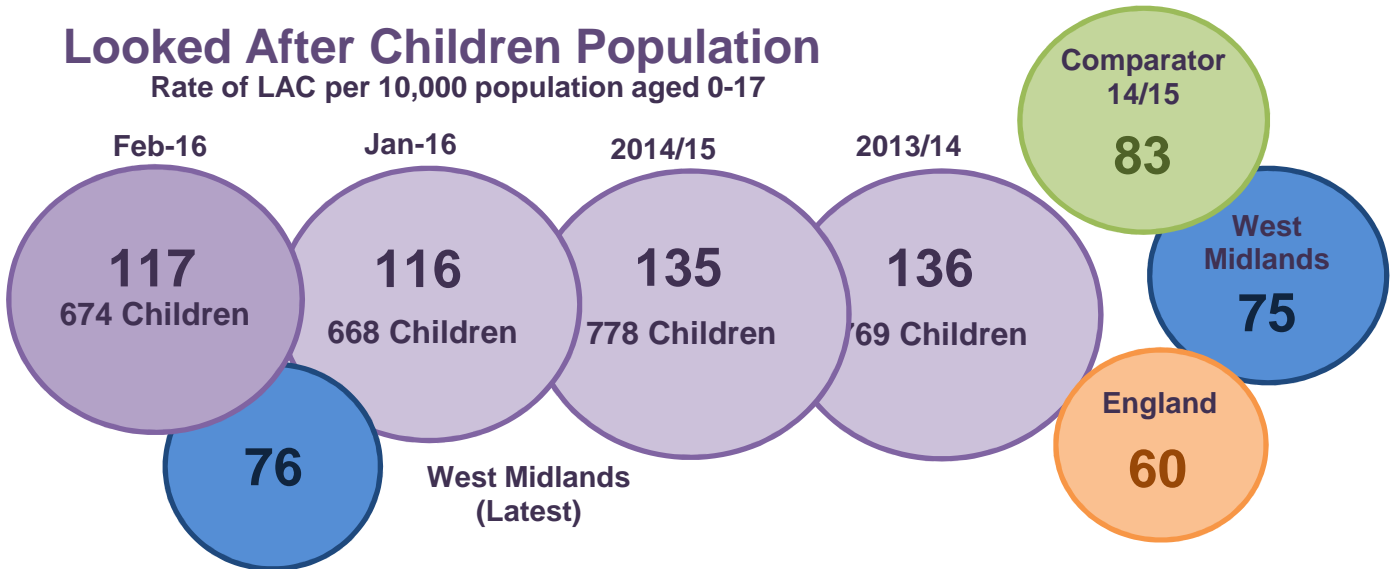 Looked After Children Population
Rate of LAC per 10,000 population aged 0-17
Feb-16
Jan-16
2014/15
2013/14
117
674 Children
116
668 Children
135
778 Children
136
769 Children
Comparator
14/15
83
West
Midlands
75
England
60
76
West Midlands
(Latest)